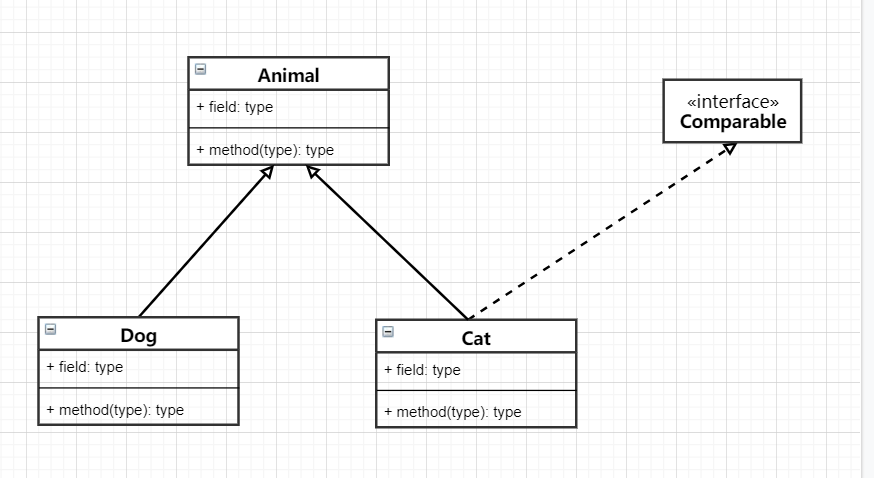 Animal
+ field: type
+ method(type): type
«interface»
Comparable
Dog
+ field: type
+ method(type): type
Cat
+ field: type
+ method(type): type